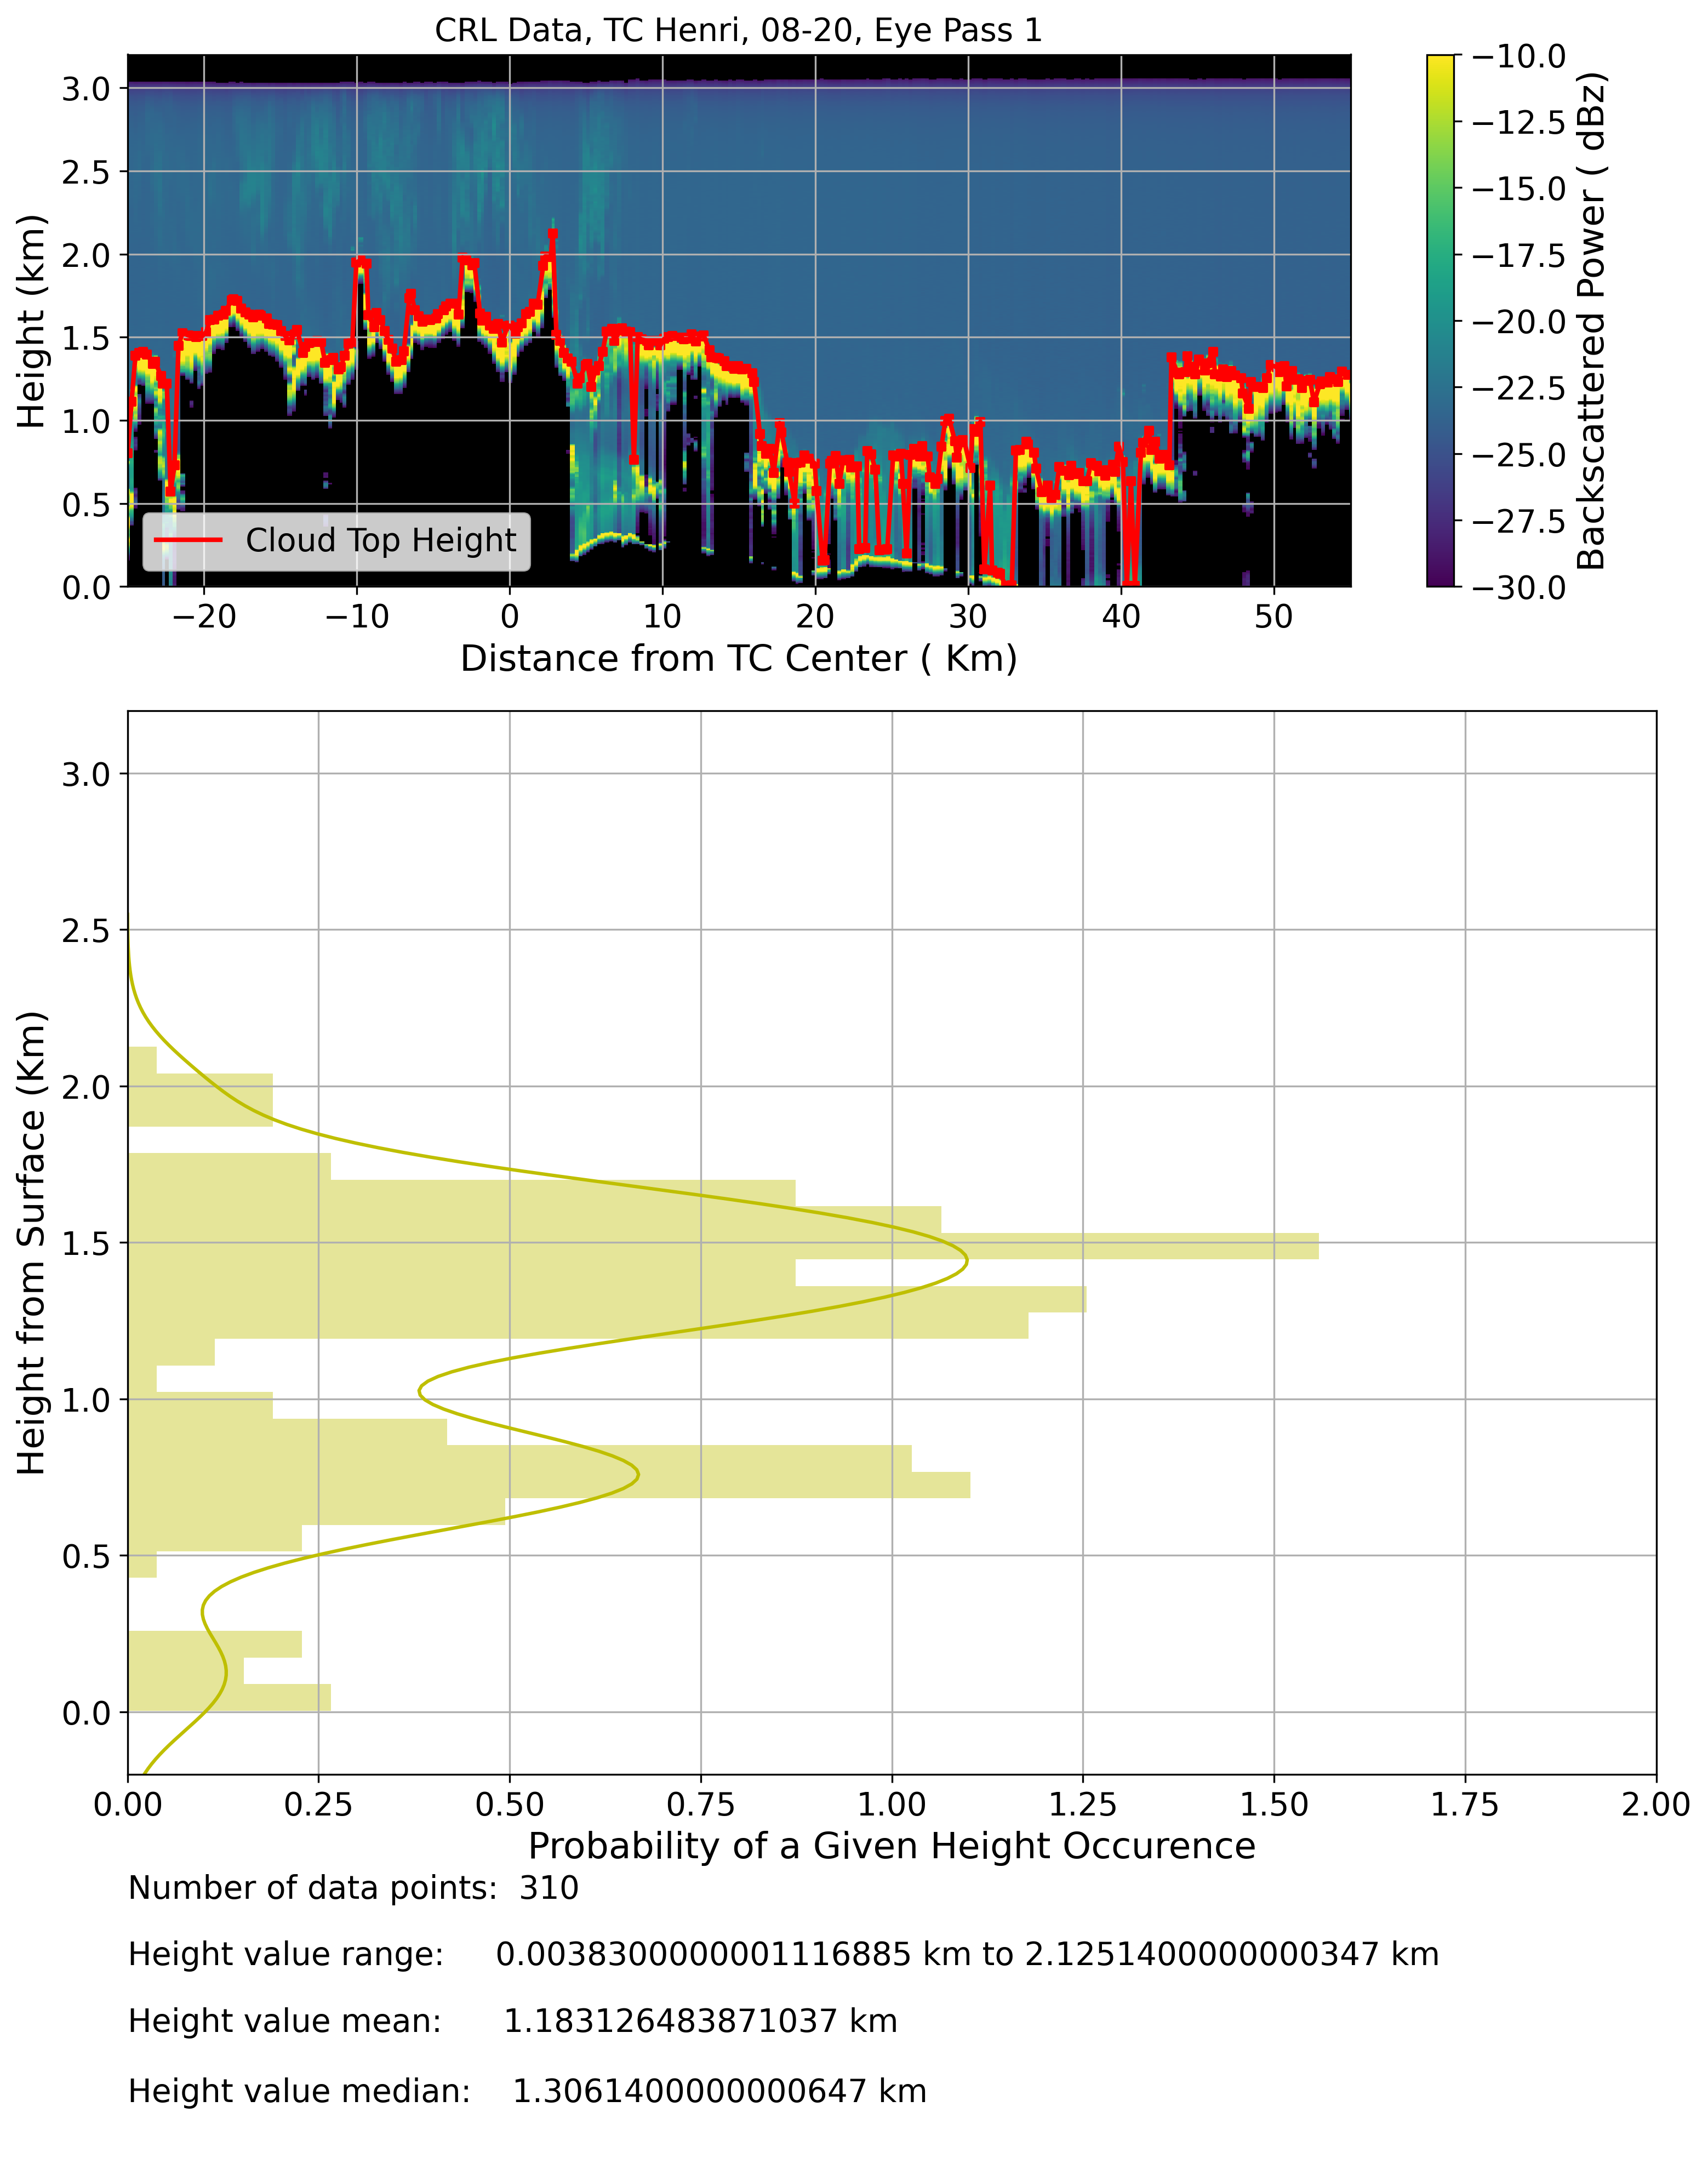 CRL Data, TC Henri, 08-20, Eye Pass 1
3.0
2.5
2.0
1.5
1.0
0.5
0.0
Height (km)
Cloud Top Height
−20 −10 0 10 20 30 40 50
Distance from TC Center ( Km)
−10.0
−12.5
−15.0
−17.5
−20.0
−22.5
−25.0
−27.5
−30.0
Backscattered Power ( dBz)
3.0
2.5
2.0
1.5
1.0
0.5
0.0
Height from Surface (Km)
0.00 0.25 0.50 0.75 1.00 1.25 1.50 1.75 2.00
Probability of a Given Height Occurence
Number of data points: 310
Height value range: 0.0038300000001116885 km to 2.1251400000000347 km
Height value mean: 1.183126483871037 km
Height value median: 1.3061400000000647 km